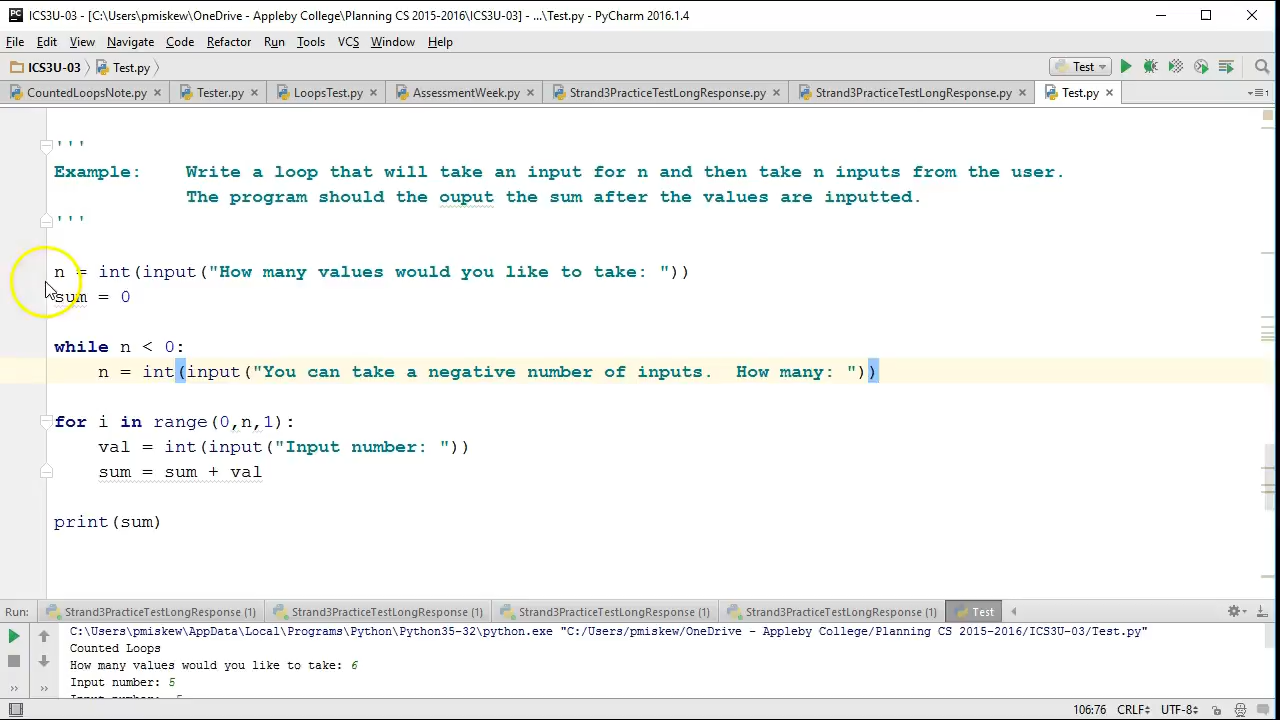 ICS3U-03 - [C:\Users\pmiskew\OneDrive - Appleby College\Planning CS 2015-2016\ICS3U-03] - ...\Test.py - PyCharm 2016.1.4
File Edit View Navigate Code Refactor Run Tools VCS Window Help
ICS3U-03 Test.py Test
CountedLoopsNote.py Tester.py LoopsTest.py AssessmentWeek.py Strand3PracticeTestLongResponse.py Strand3PracticeTestLongResponse.py Test.py
'''
Example: Write a loop that will take an input for n and then take n inputs from the user.
The program should the ouput the sum after the values are inputted.
'''
n = int(input("How many values would you like to take: "))
sum = 0
while n < 0:
n = int(input("You can take a negative number of inputs.  How many: "))
for i in range(0,n,1):
val = int(input("Input number: "))
sum = sum + val
print(sum)
Run: Strand3PracticeTestLongResponse (1) Strand3PracticeTestLongResponse (1) Strand3PracticeTestLongResponse (1) Strand3PracticeTestLongResponse (1) Test
C:\Users\pmiskew\AppData\Local\Programs\Python\Python35-32\python.exe "C:/Users/pmiskew/OneDrive - Appleby College/Planning CS 2015-2016/ICS3U-03/Test.py"
Counted Loops
How many values would you like to take: 6
Input number: 5
106:76 CRLF UTF-8